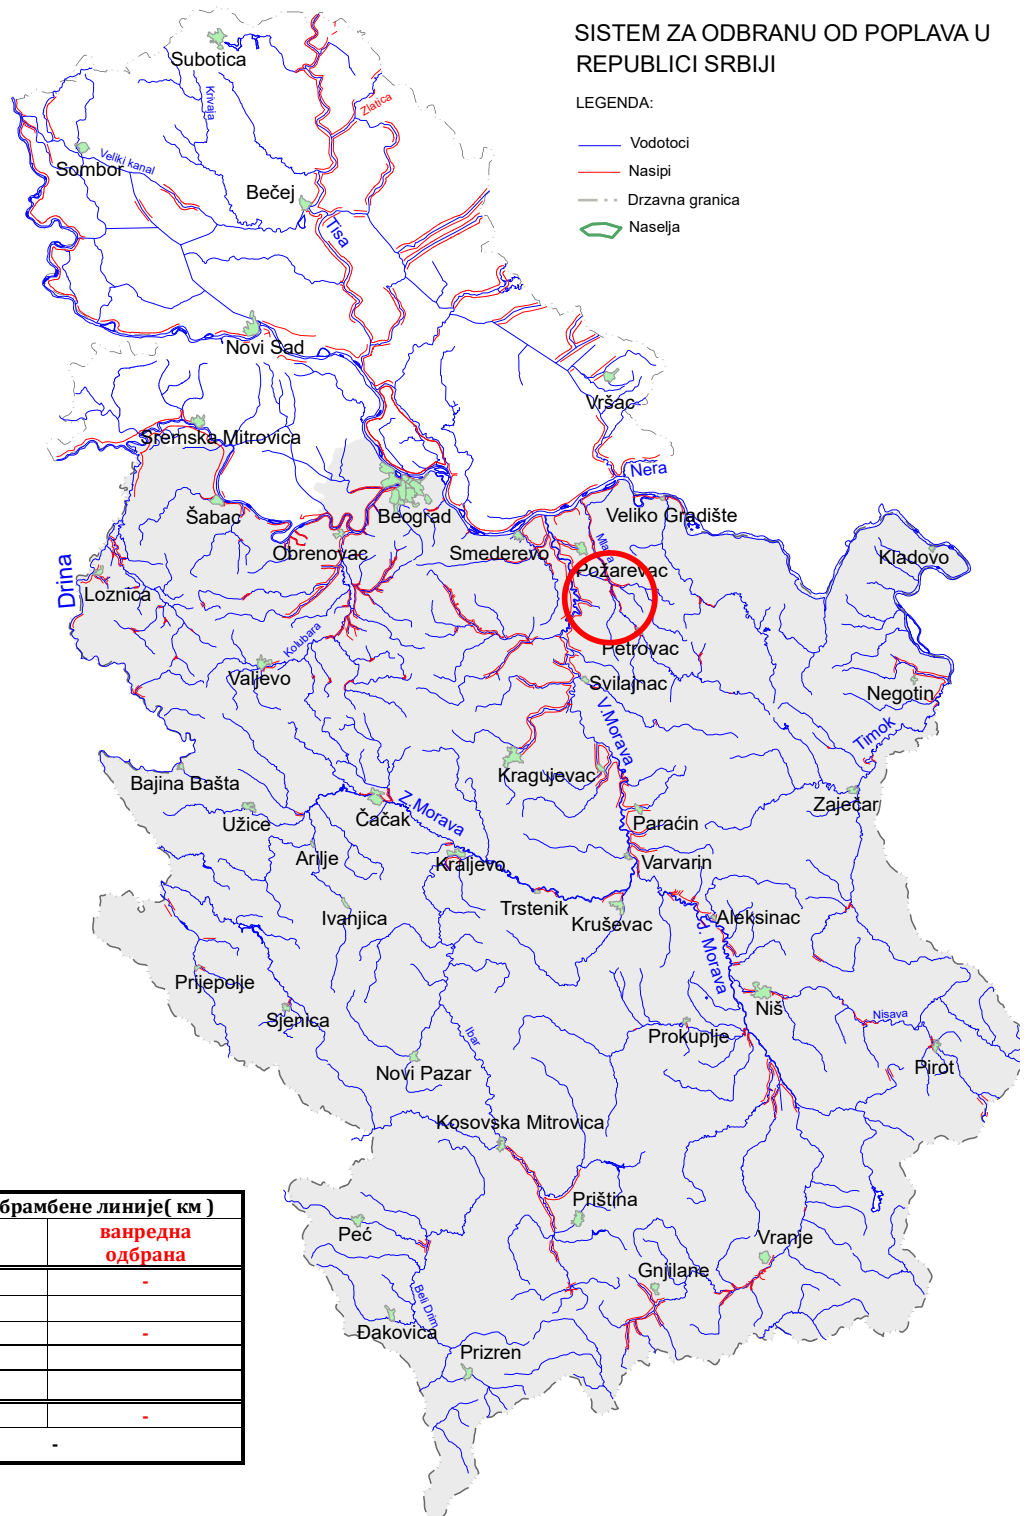 SISTEM ZA ODBRANU OD POPLAVA U
REPUBLICI SRBIJI
LEGENDA:
Vodotoci
Nasipi
Drzavna granica
Naselja
Subotica
Krivaja
Zlatica
Sombor
Veliki kanal
Bečej
Tisa
Novi Sad
Vršac
Sremska Mitrovica
Nera
Šabac
Beograd
Veliko Gradište
Obrenovac
Smederevo
Mlava
Požarevac
Kladovo
Drina
Loznica
Kolubara
Petrovac
Valjevo
Svilajnac
Negotin
V.Morava
Timok
Bajina Bašta
Kragujevac
Užice
Čačak
Z.Morava
Zaječar
Paraćin
Arilje
Kraljevo
Varvarin
Ivanjica
Trstenik
Kruševac
Aleksinac
J. Morava
Prijepolje
Sjenica
Ibar
Niš
Nisava
Prokuplje
Novi Pazar
Pirot
Kosovska Mitrovica
Priština
Peć
Vranje
Gnjilane
Beli Drim
Đakovica
Prizren
брамбене линије( км )
ванредна
одбрана
-
-
-
-